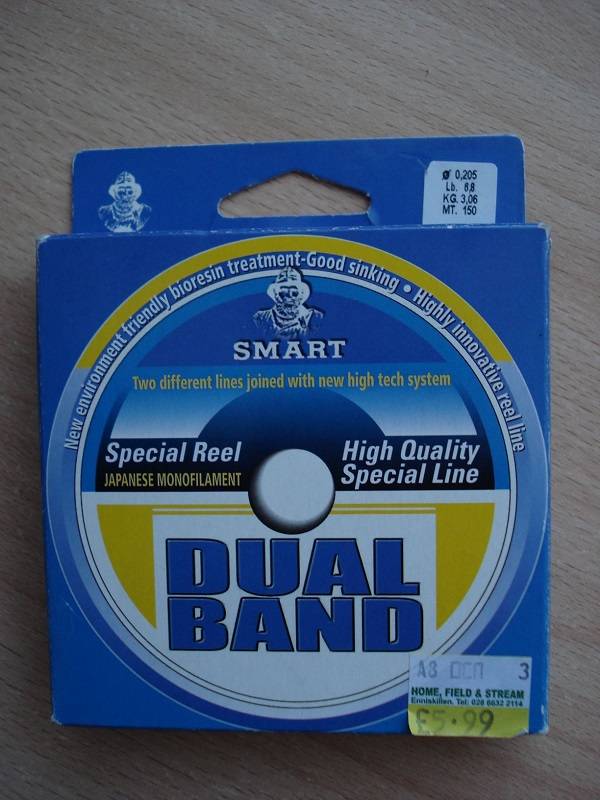 Ø 0,205
Lb. 6,8
KG. 3,06
MT. 150
New environment friendly bioresin treatment-Good sinking • Highly innovative reel line
SMART
Two different lines joined with new high tech system
Special Reel
JAPANESE MONOFILAMENT
High Quality
Special Line
DUAL
BAND
A8 DCN 3
HOME, FIELD & STREAM
Enniskillen. Tel: 028 6632 2114
£5.99